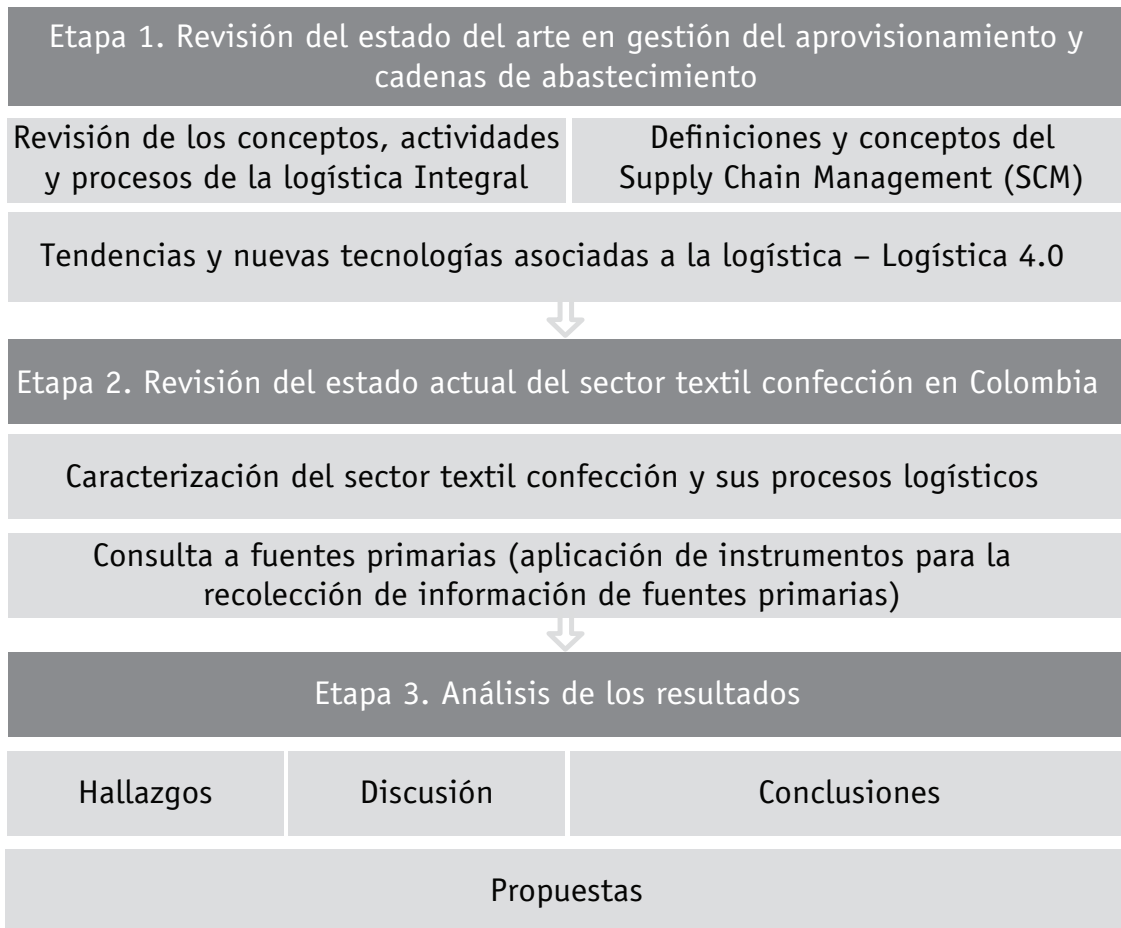 Etapa 1. Revisión del estado del arte en gestión del aprovisionamiento y
cadenas de abastecimiento
Revisión de los conceptos, actividades
y procesos de la logística Integral
Definiciones y conceptos del
Supply Chain Management (SCM)
Tendencias y nuevas tecnologías asociadas a la logística – Logística 4.0
Etapa 2. Revisión del estado actual del sector textil confección en Colombia
Caracterización del sector textil confección y sus procesos logísticos
Consulta a fuentes primarias (aplicación de instrumentos para la
recolección de información de fuentes primarias)
Etapa 3. Análisis de los resultados
Hallazgos
Discusión
Conclusiones
Propuestas